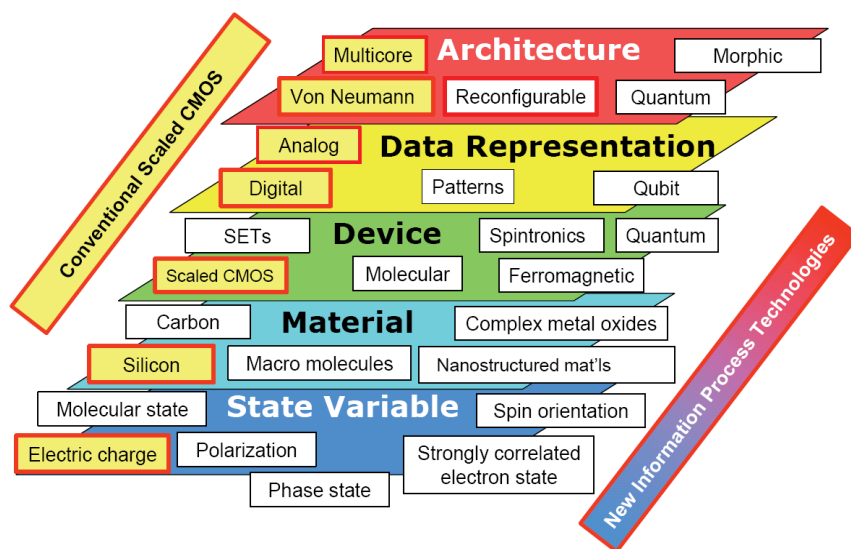 Conventional Scaled CMOS
Architecture
Multicore
Morphic
Von Neumann
Reconfigurable
Quantum
Analog
Data Representation
Digital
Patterns
Qubit
SETs
Device
Spintronics
Quantum
Scaled CMOS
Molecular
Ferromagnetic
Carbon
Material
Complex metal oxides
Silicon
Macro molecules
Nanostructured mat'ls
Molecular state
State Variable
Spin orientation
Electric charge
Polarization
Strongly correlated
electron state
Phase state
New Information Process Technologies